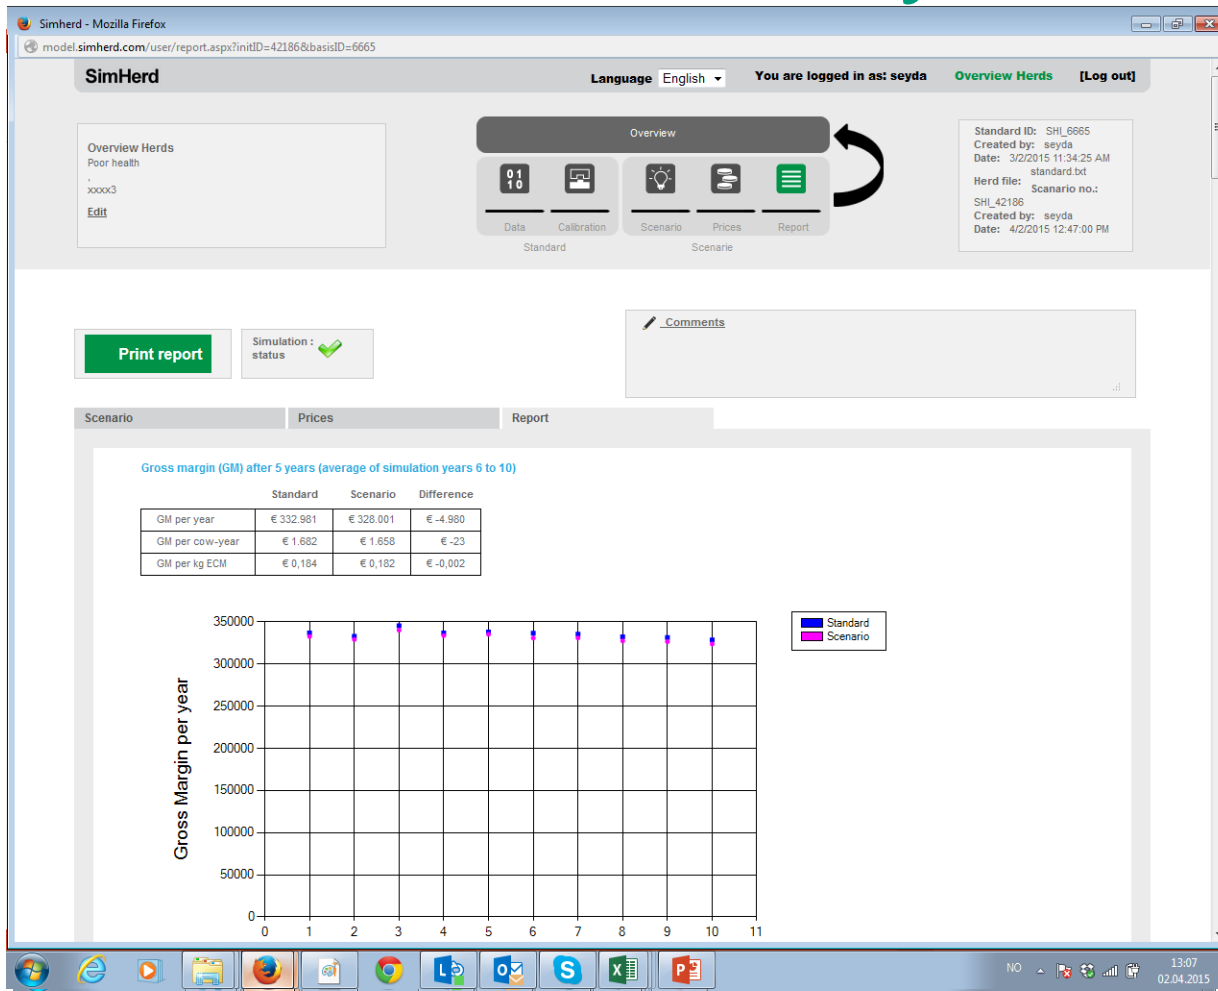 Simherd - Mozilla Firefox
model.simherd.com/user/report.aspx?initID=42186&basisID=6665
SimHerd
Language English
You are logged in as: seyda
Overview Herds
[Log out]
Overview Herds
Poor health
,
xxxx3
Edit
Overview
01
10
Data
Calibration
Scenario
Prices
Report
Standard
Scenarie
Standard ID: SHI_6665
Created by: seyda
Date: 3/2/2015 11:34:25 AM
standard.txt
Herd file:
Scanario no.:
SHI_42186
Created by: seyda
Date: 4/2/2015 12:47:00 PM
Print report
Simulation :
status
Comments
Scenario
Prices
Report
Gross margin (GM) after 5 years (average of simulation years 6 to 10)
Standard Scenario Difference
GM per year € 332.981 € 328.001 € -4.980
GM per cow-year € 1.682 € 1.658 € -23
GM per kg ECM € 0,184 € 0,182 € -0,002
Gross Margin per year
350000
300000
250000
200000
150000
100000
50000
0
0 1 2 3 4 5 6 7 8 9 10 11
Standard
Scenario
NO
13:07
02.04.2015